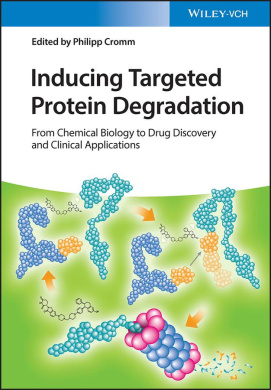 WILEY-VCH
Edited by Philipp Cromm
Inducing Targeted
Protein Degradation
From Chemical Biology to Drug Discovery
and Clinical Applications